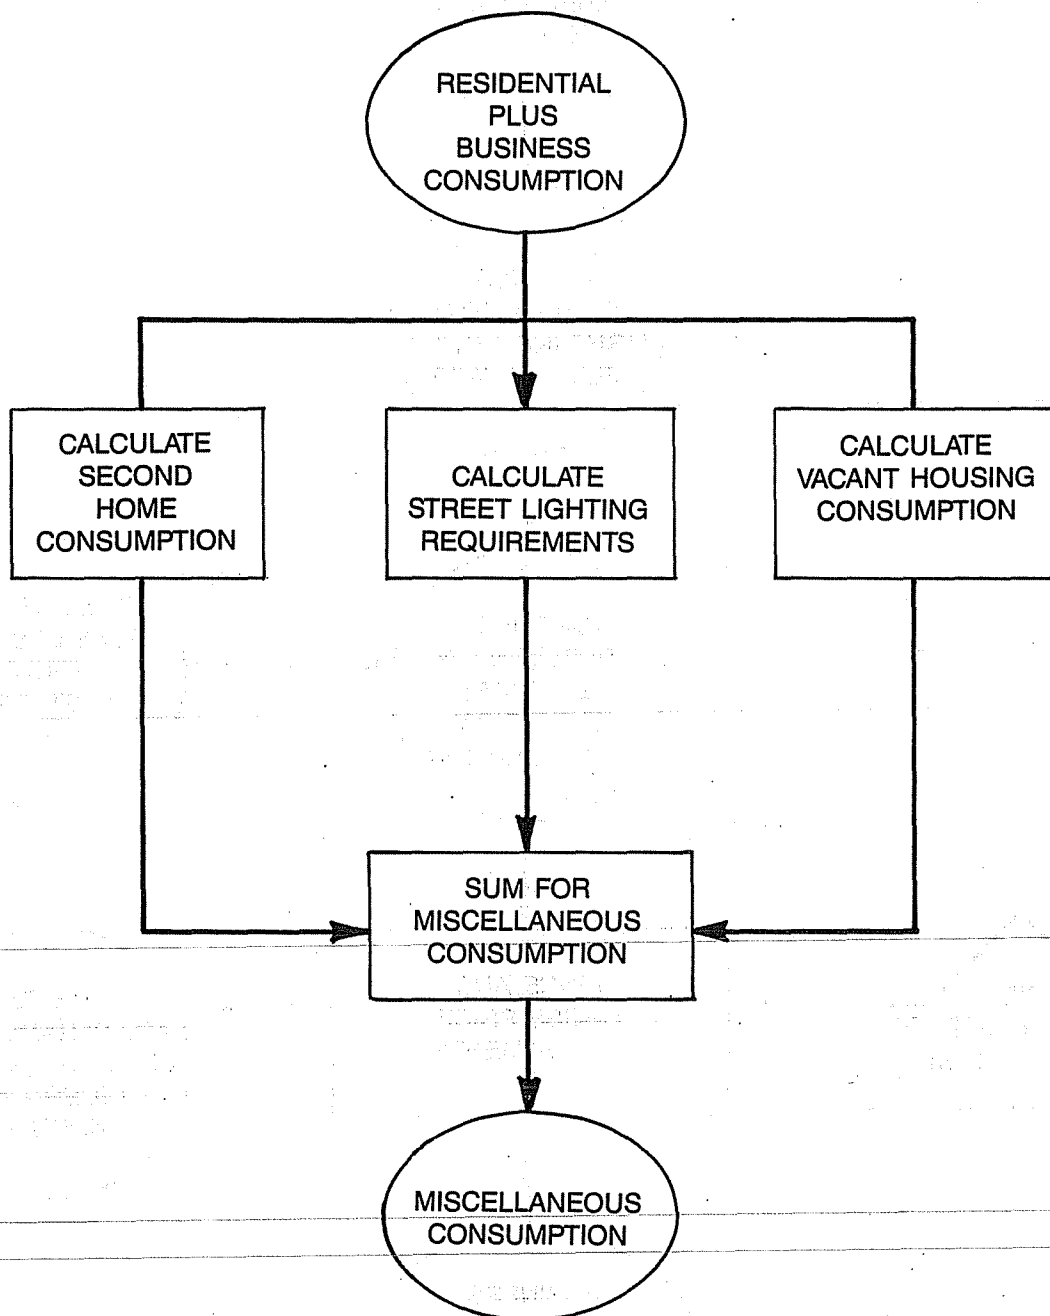 RESIDENTIAL
PLUS
BUSINESS
CONSUMPTION
CALCULATE
SECOND
HOME
CONSUMPTION
CALCULATE
STREET LIGHTING
REQUIREMENTS
CALCULATE
VACANT HOUSING
CONSUMPTION
SUM FOR
MISCELLANEOUS
CONSUMPTION
MISCELLANEOUS
CONSUMPTION